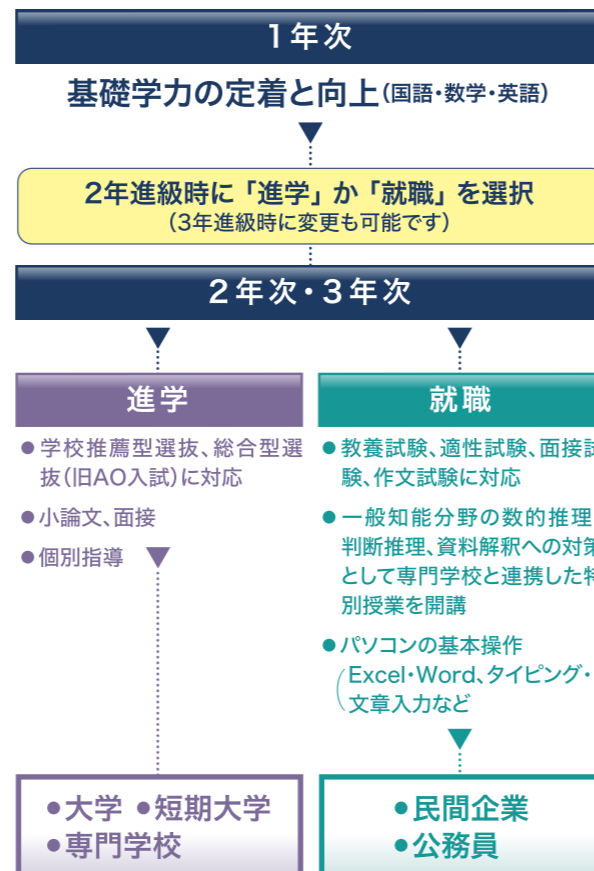 1年次
基礎学力の定着と向上(国語・数学・英語)
2年進級時に「進学」か「就職」を選択
(3年進級時に変更も可能です)
2年次・3年次
進学
●学校推薦型選抜、総合型選
抜(旧AO入試)に対応
●小論文、面接
●個別指導
●大学 ●短期大学
●専門学校
就職
●教養試験、適性試験、面接試
験、作文試験に対応
●一般知能分野の数的推理
判断推理、資料解釈への対策
として専門学校と連携した特
別授業を開講
●パソコンの基本操作
(Excel・Word、タイピング・
文章入力など
●民間企業
●公務員